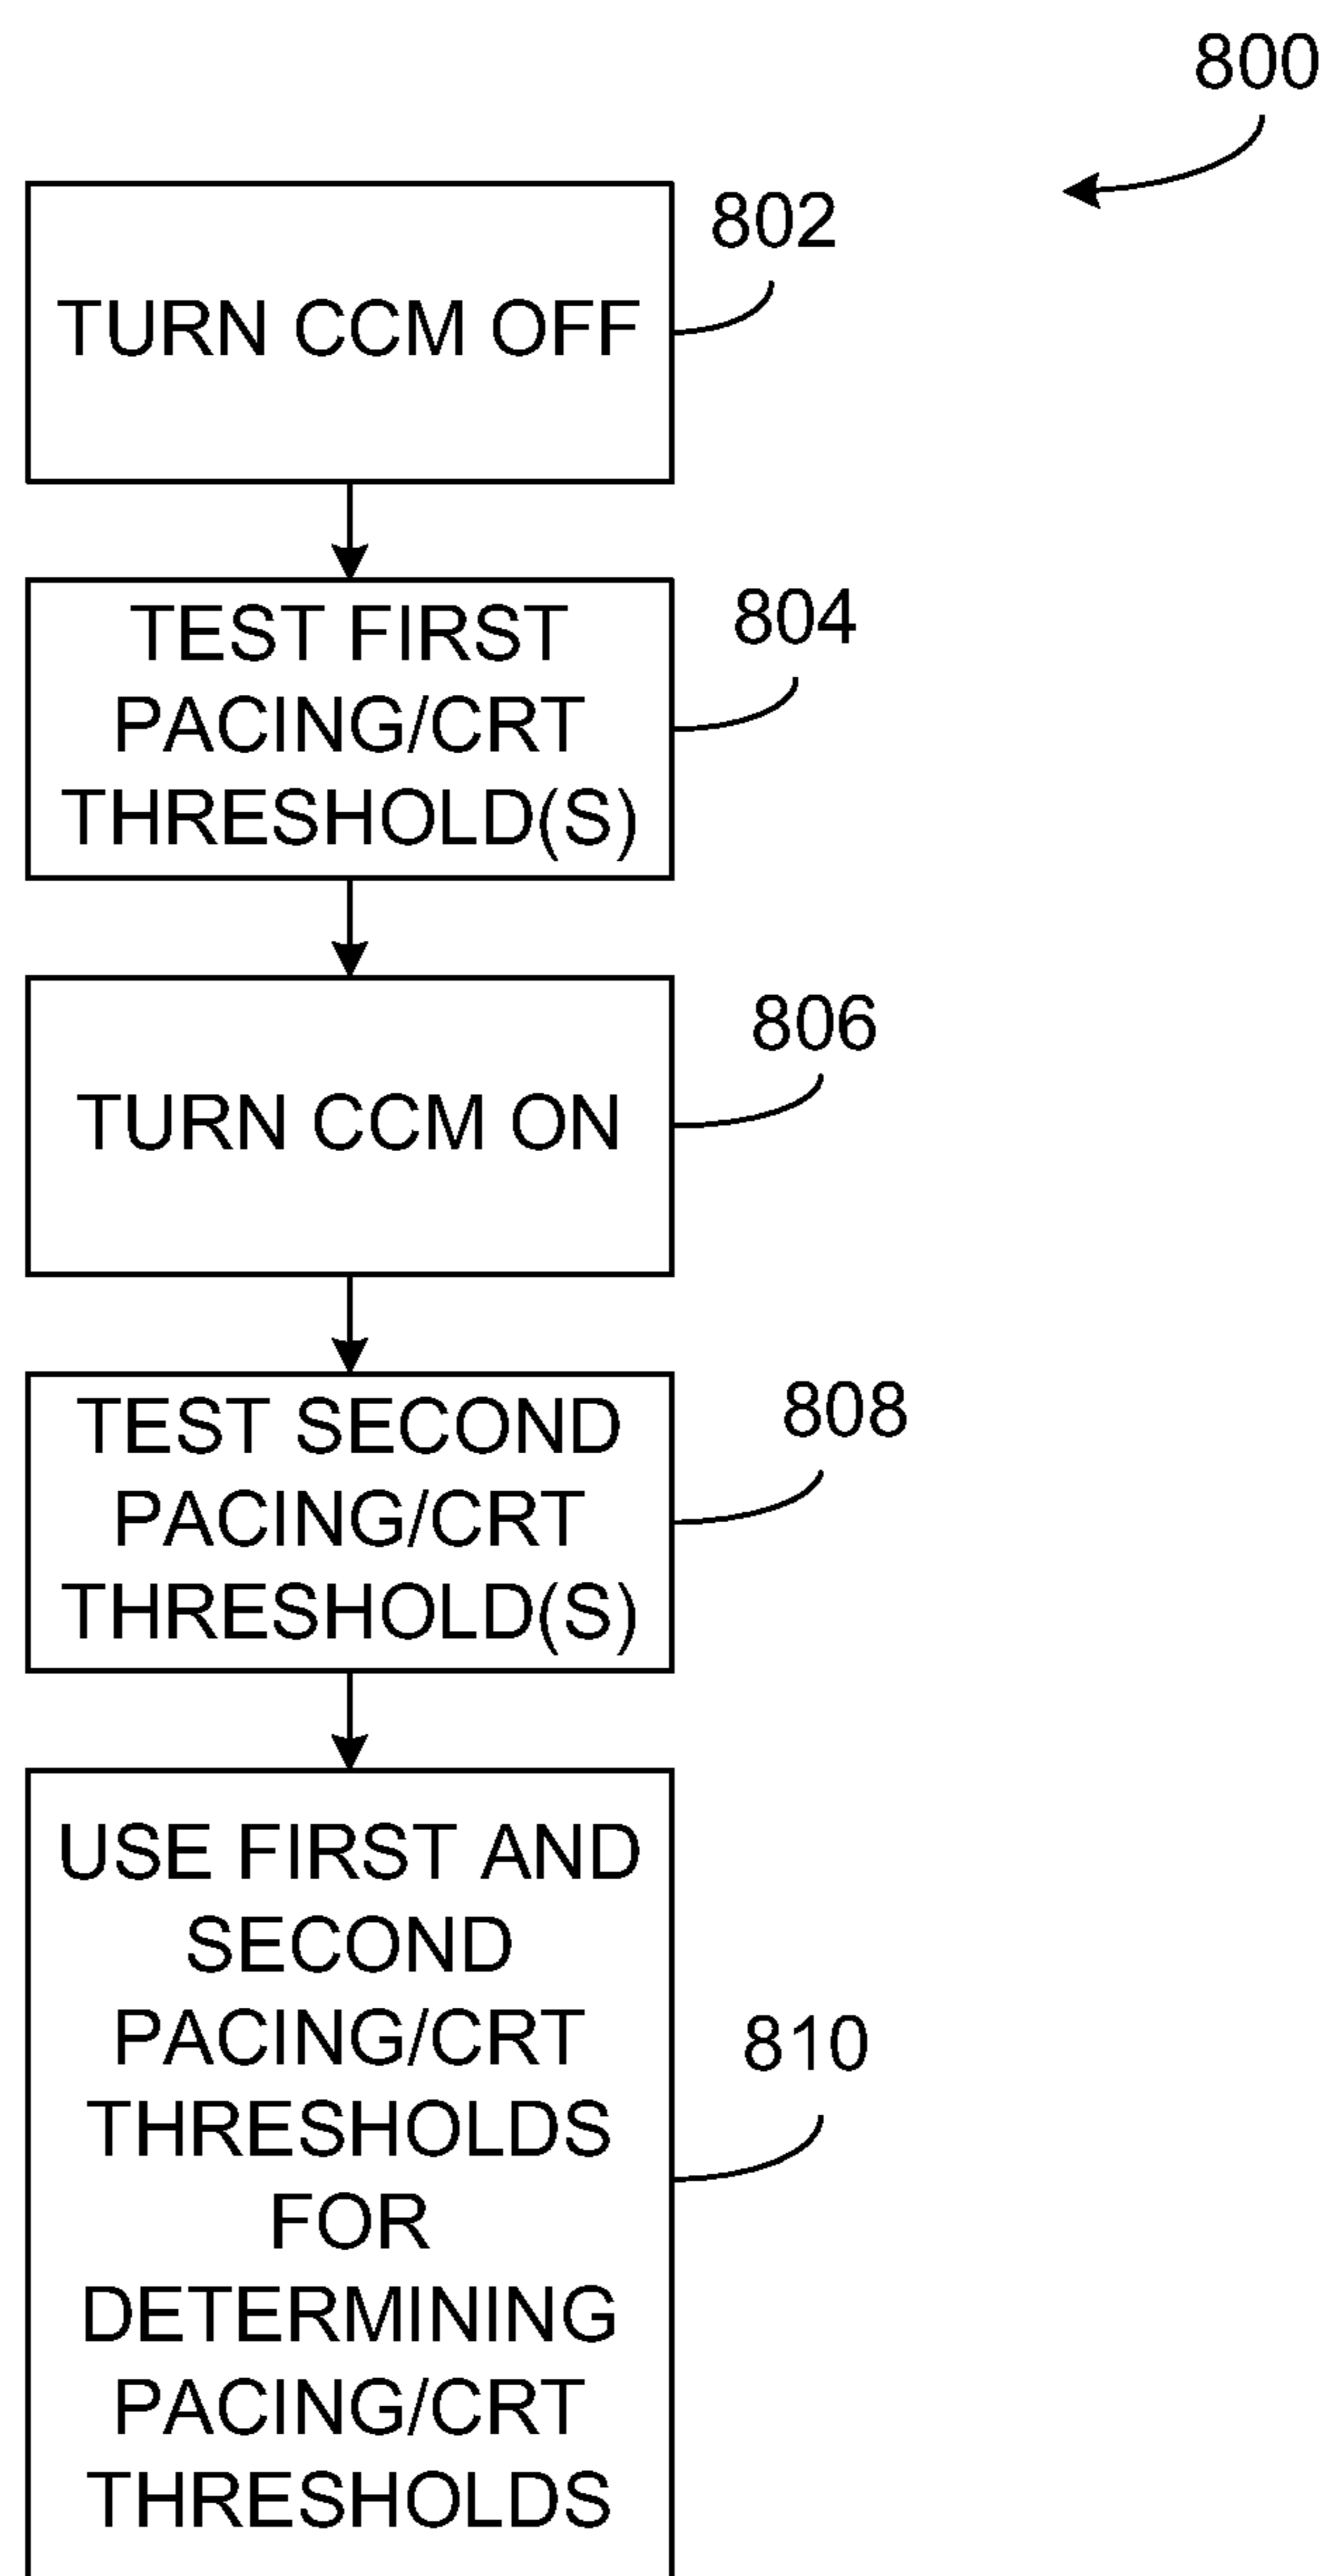 800
802
TURN CCM OFF
804
TEST FIRST
PACING/CRT
THRESHOLD(S)
806
TURN CCM ON
808
TEST SECOND
PACING/CRT
THRESHOLD(S)
USE FIRST AND
SECOND
PACING/CRT
THRESHOLDS
FOR
DETERMINING
PACING/CRT
THRESHOLDS
810